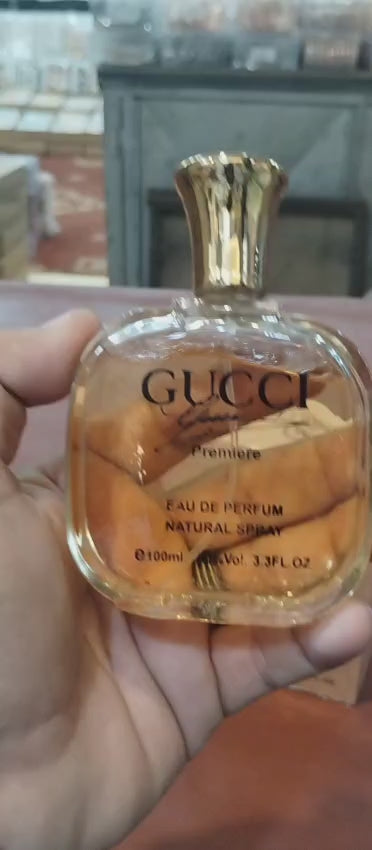 GUCCI
Premiere
EAU DE PERFUM
NATURAL SPRAY
℮100ml Vol. 3.3FL.OZ